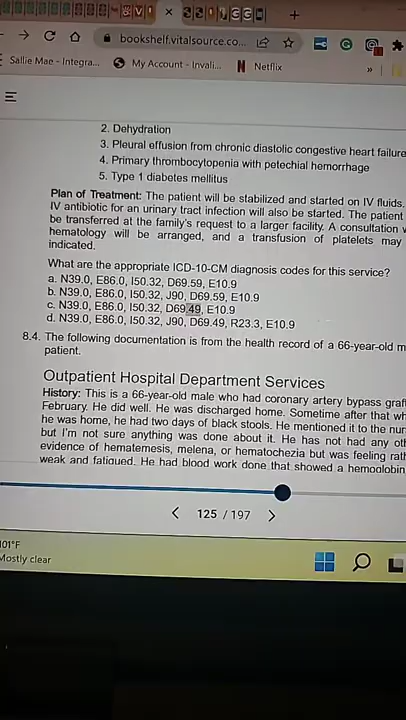 bookshelf.vitalsource.co...
Sallie Mae - Integra... My Account - Invali... N Netflix »
2. Dehydration
3. Pleural effusion from chronic diastolic congestive heart failure
4. Primary thrombocytopenia with petechial hemorrhage
5. Type 1 diabetes mellitus
Plan of Treatment: The patient will be stabilized and started on IV fluids.
IV antibiotic for an urinary tract infection will also be started. The patient
be transferred at the family's request to a larger facility. A consultation
hematology will be arranged, and a transfusion of platelets may
indicated.
What are the appropriate ICD-10-CM diagnosis codes for this service?
a. N39.0, E86.0, I50.32, D69.59, E10.9
b. N39.0, E86.0, I50.32, J90, D69.59, E10.9
c. N39.0, E86.0, I50.32, D69.49, E10.9
d. N39.0, E86.0, I50.32, J90, D69.49, R23.3, E10.9
8.4. The following documentation is from the health record of a 66-year-old m
patient.
Outpatient Hospital Department Services
History: This is a 66-year-old male who had coronary artery bypass graf
February. He did well. He was discharged home. Sometime after that wh
he was home, he had two days of black stools. He mentioned it to the nur
but I'm not sure anything was done about it. He has not had any oth
evidence of hematemesis, melena, or hematochezia but was feeling rath
weak and fatigued. He had blood work done that showed a hemoglobin
< 125 / 197 >
101°F
Mostly clear